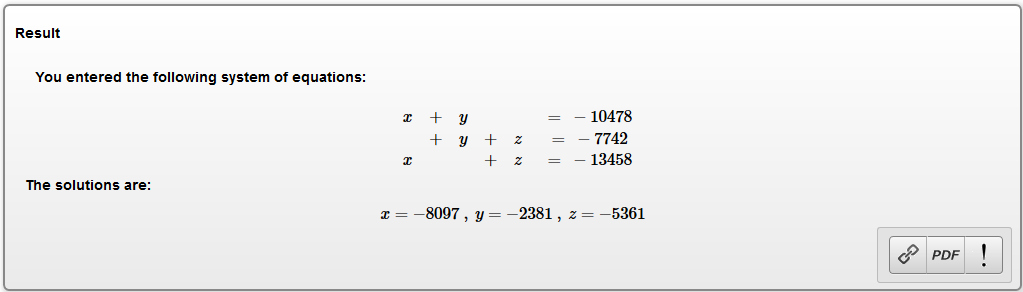 Result
You entered the following system of equations:
x + y = − 10478
+ y + z = − 7742
x + z = − 13458
The solutions are:
x = −8097 , y = −2381 , z = −5361
PDF !